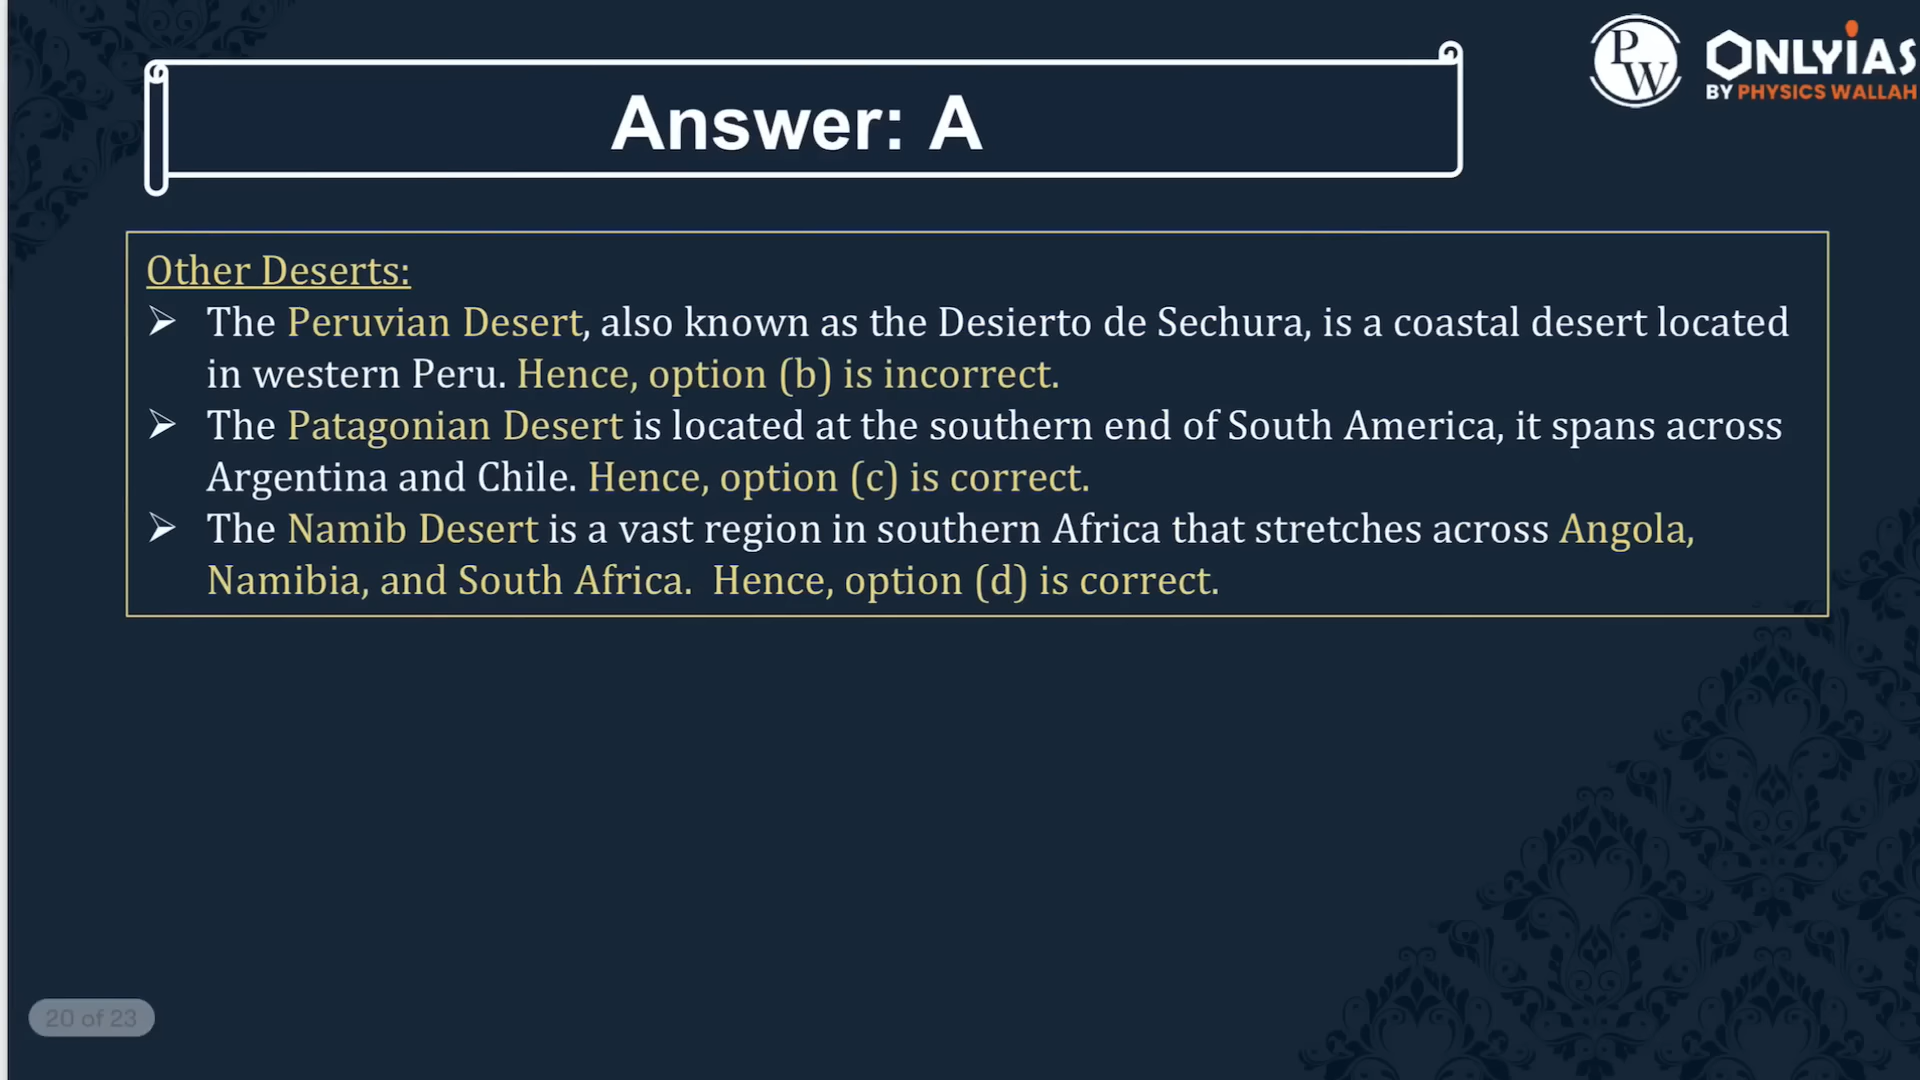 PW
ONLYIAS
BY PHYSICS WALLAH
Answer: A
Other Deserts:
➢ The Peruvian Desert, also known as the Desierto de Sechura, is a coastal desert located
in western Peru. Hence, option (b) is incorrect.
➢ The Patagonian Desert is located at the southern end of South America, it spans across
Argentina and Chile. Hence, option (c) is correct.
➢ The Namib Desert is a vast region in southern Africa that stretches across Angola,
Namibia, and South Africa. Hence, option (d) is correct.
20 of 23